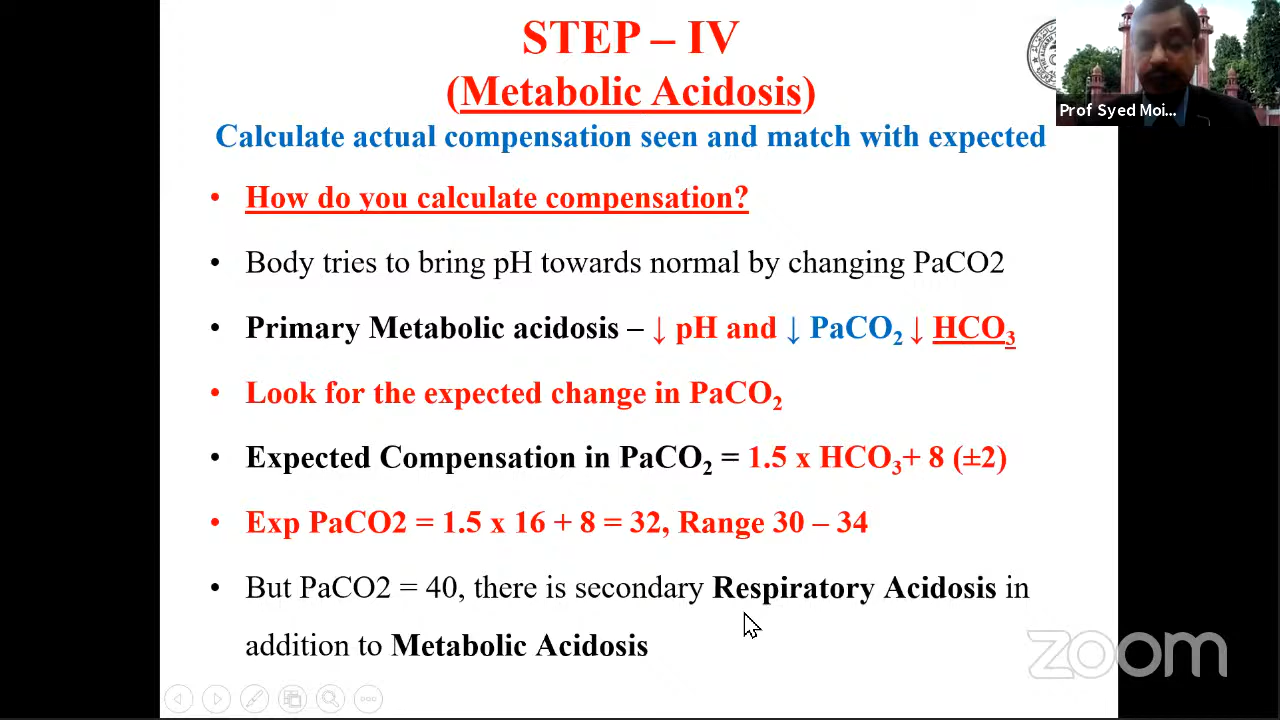 STEP – IV
(Metabolic Acidosis)
Calculate actual compensation seen and match with expected
• How do you calculate compensation?
• Body tries to bring pH towards normal by changing PaCO2
• Primary Metabolic acidosis – ↓ pH and ↓ PaCO₂ ↓ HCO₃
• Look for the expected change in PaCO₂
• Expected Compensation in PaCO₂ = 1.5 x HCO₃+ 8 (±2)
• Exp PaCO2 = 1.5 x 16 + 8 = 32, Range 30 – 34
• But PaCO2 = 40, there is secondary Respiratory Acidosis in
addition to Metabolic Acidosis
Prof Syed Moi...
zoom